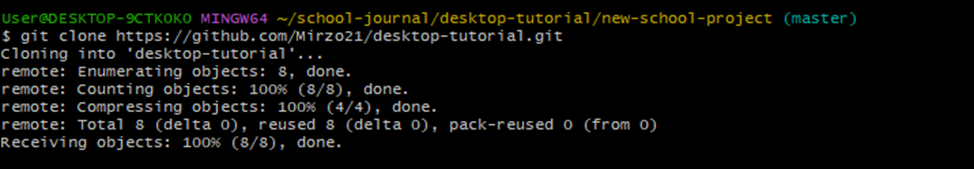 User@DESKTOP-9CTKOKO MINGW64 ~/school-journal/desktop-tutorial/new-school-project (master)
$ git clone https://github.com/Mirzo21/desktop-tutorial.git
Cloning into 'desktop-tutorial'...
remote: Enumerating objects: 8, done.
remote: Counting objects: 100% (8/8), done.
remote: Compressing objects: 100% (4/4), done.
remote: Total 8 (delta 0), reused 8 (delta 0), pack-reused 0 (from 0)
Receiving objects: 100% (8/8), done.